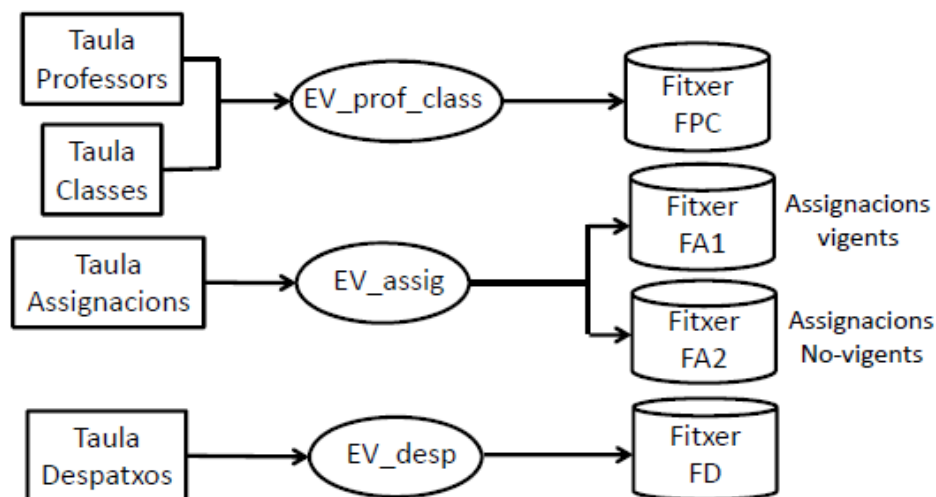 Taula
Professors
EV_prof_class
Fitxer
FPC
Taula
Classes
Fitxer
FA1
Assignacions
vigents
Taula
Assignacions
EV_assig
Fitxer
FA2
Assignacions
No-vigents
Taula
Despatxos
EV_desp
Fitxer
FD